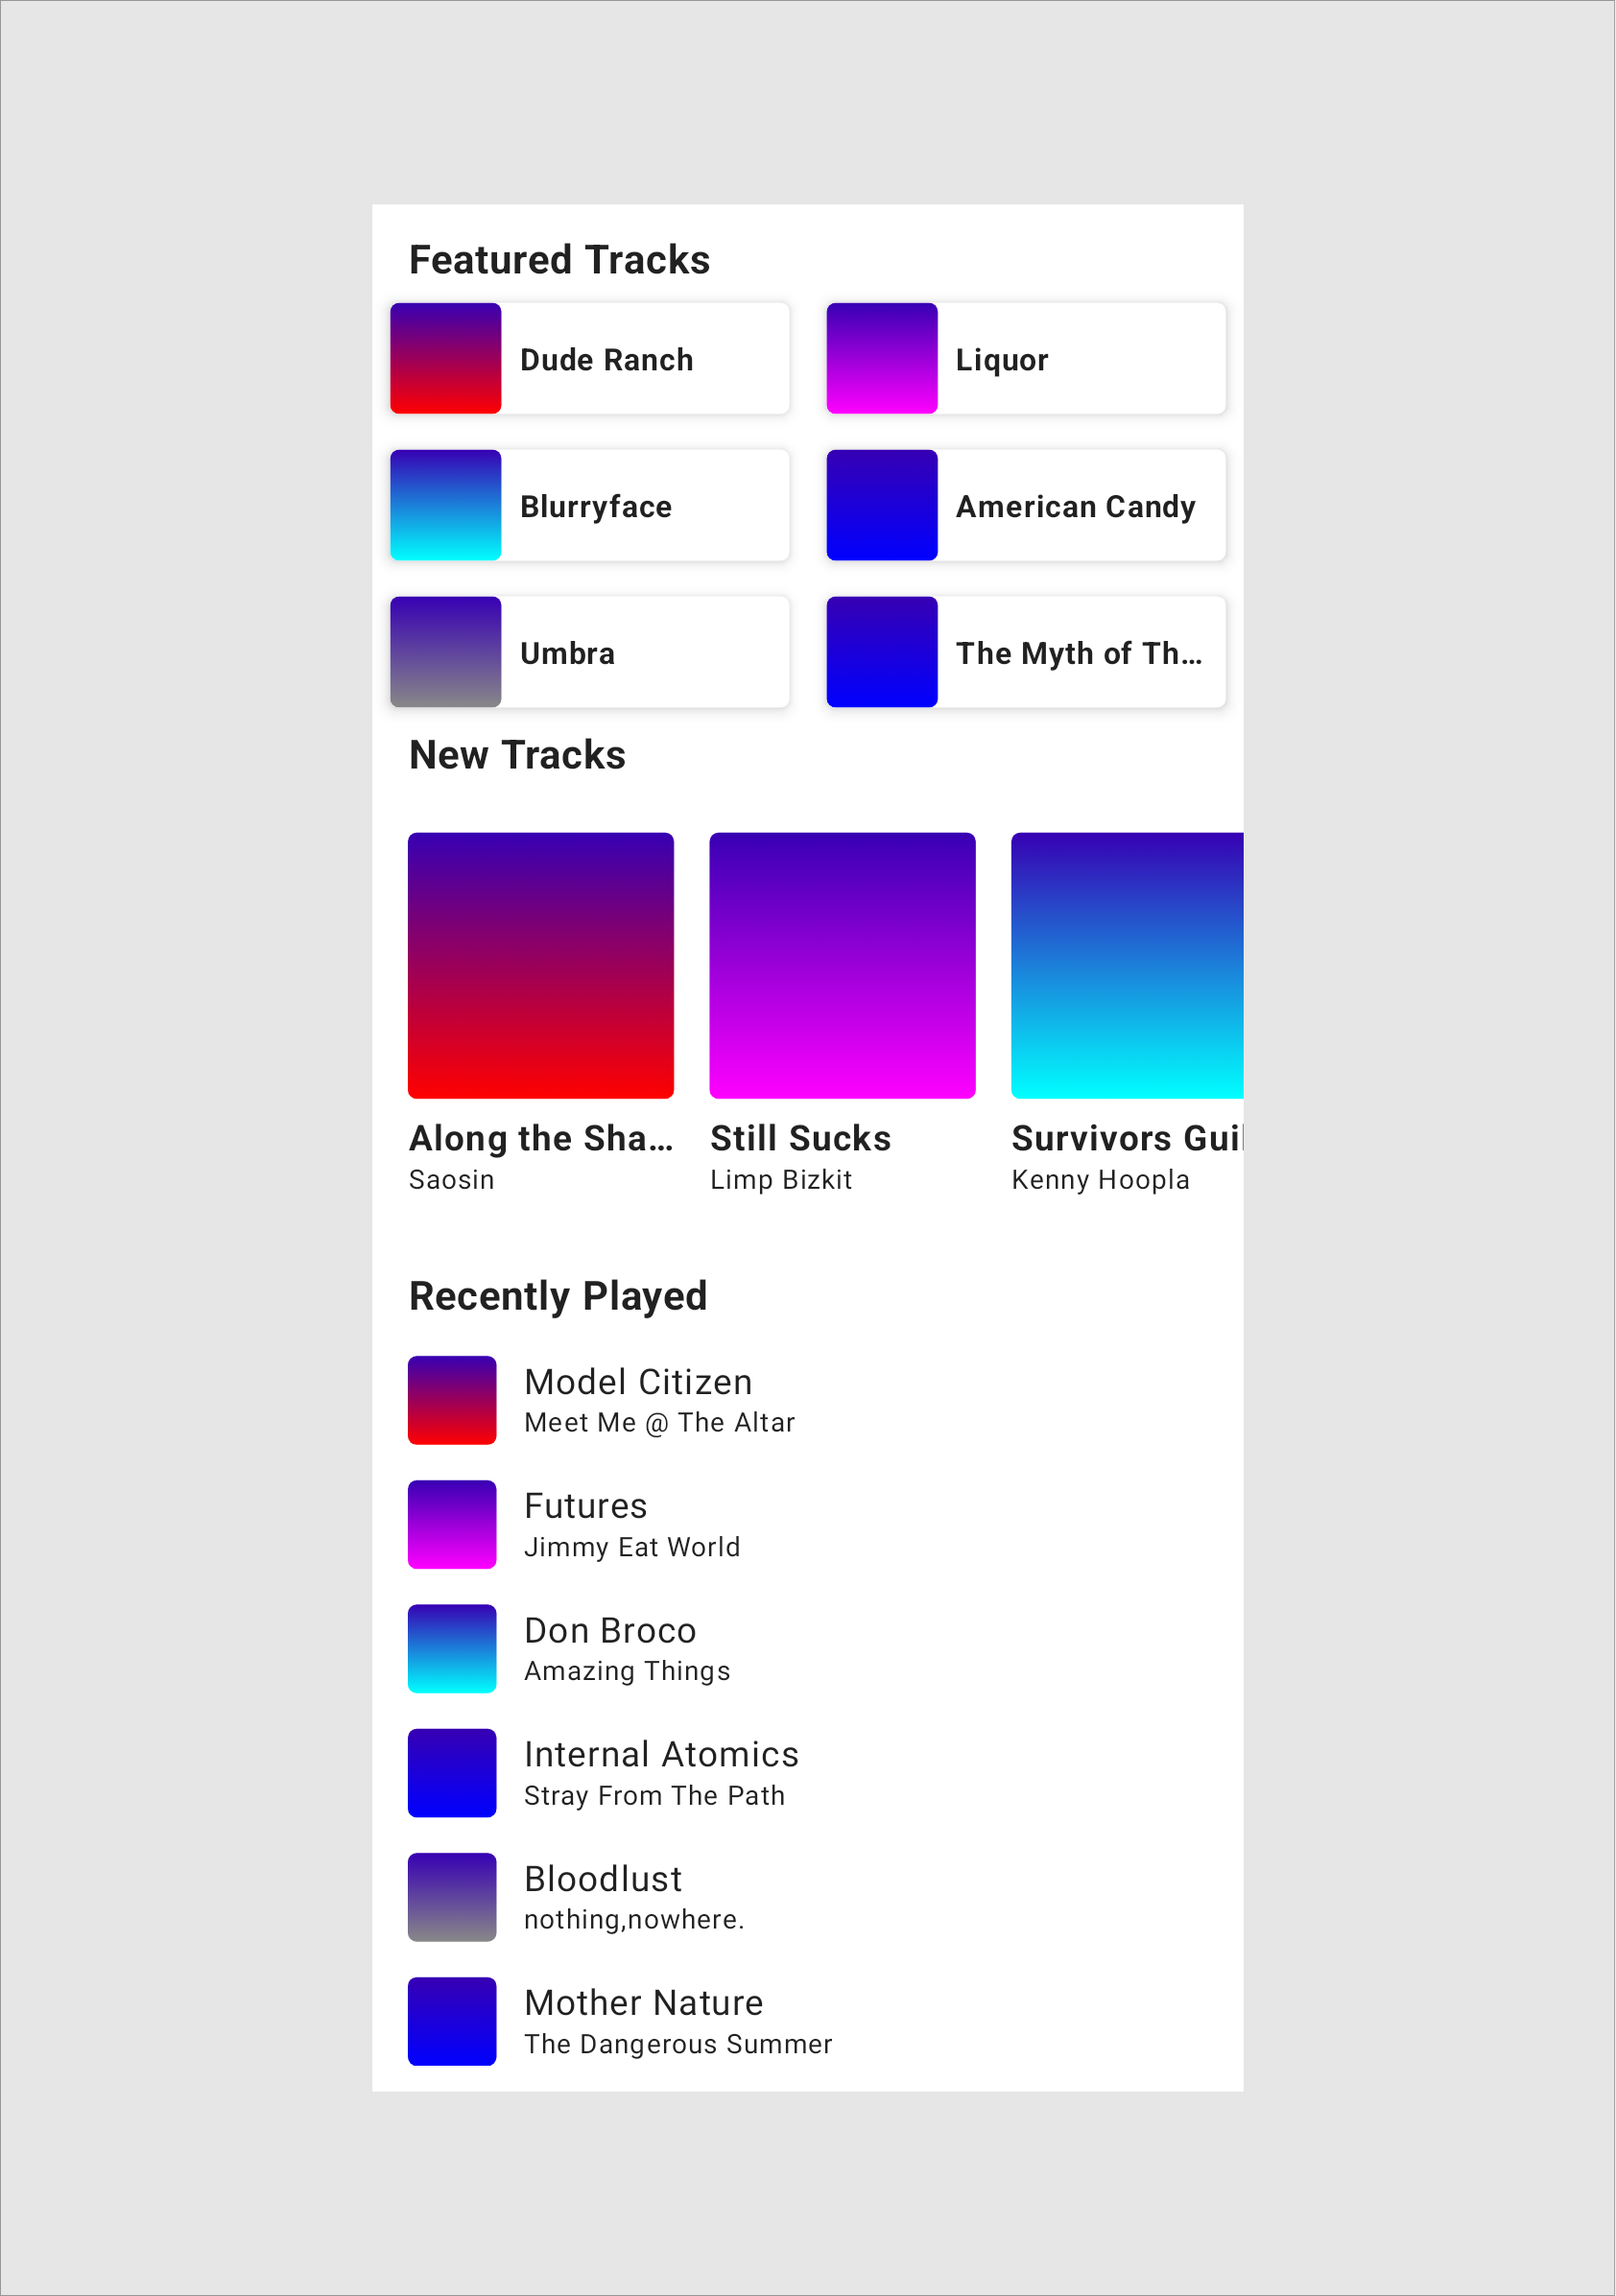 Featured Tracks
Dude Ranch
Liquor
Blurryface
American Candy
Umbra
The Myth of Th...
New Tracks
Along the Sha...
Still Sucks
Survivors Guil
Saosin
Limp Bizkit
Kenny Hoopla
Recently Played
Model Citizen
Meet Me @ The Altar
Futures
Jimmy Eat World
Don Broco
Amazing Things
Internal Atomics
Stray From The Path
Bloodlust
nothing,nowhere.
Mother Nature
The Dangerous Summer